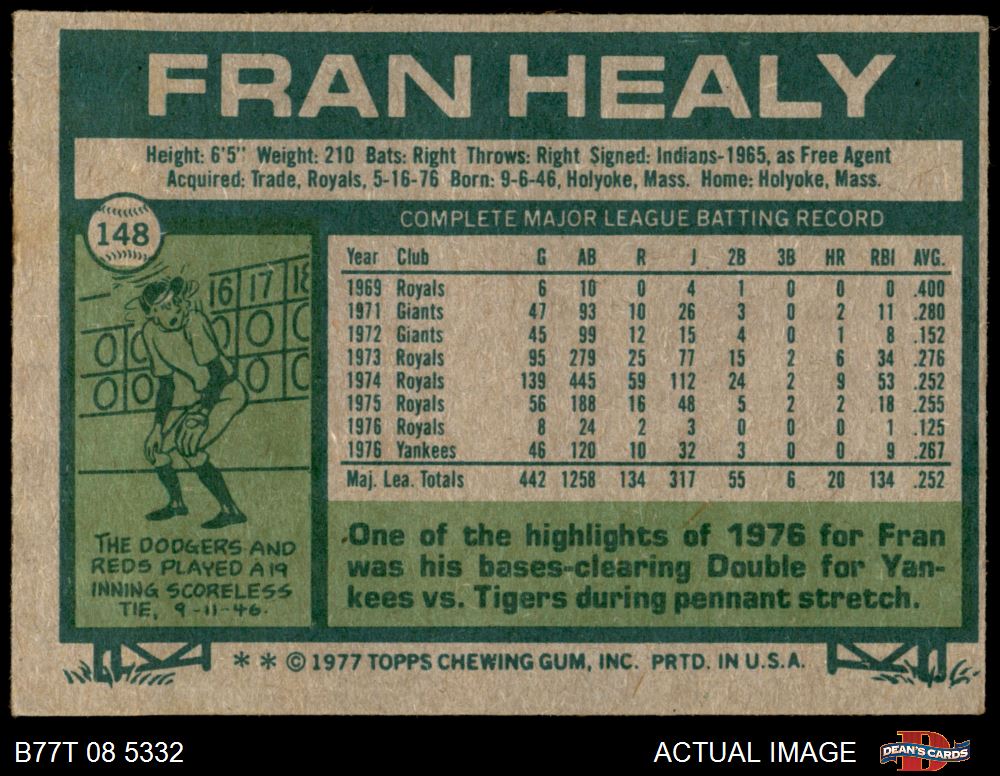 FRAN HEALY
Height: 6'5" Weight: 210 Bats: Right Throws: Right Signed: Indians-1965, as Free Agent
Acquired: Trade, Royals, 5-16-76 Born: 9-6-46, Holyoke, Mass. Home: Holyoke, Mass.
148
COMPLETE MAJOR LEAGUE BATTING RECORD
Year Club G AB R J 2B 3B HR RBI AVG.
1969 Royals 6 10 0 4 1 0 0 0 .400
1971 Giants 47 93 10 26 3 0 2 11 .280
1972 Giants 45 99 12 15 4 0 1 8 .152
1973 Royals 95 279 25 77 15 2 6 34 .276
1974 Royals 139 445 59 112 24 2 9 53 .252
1975 Royals 56 188 16 48 5 2 2 18 .255
1976 Royals 8 24 2 3 0 0 0 1 .125
1976 Yankees 46 120 10 32 3 0 0 9 .267
Maj. Lea. Totals 442 1258 134 317 55 6 20 134 .252
16 17 18
0 0 0 0 0
0 0 0 0
THE DODGERS AND
REDS PLAYED A 19
INNING SCORELESS
TIE, 9-11-46.
One of the highlights of 1976 for Fran
was his bases-clearing Double for Yan-
kees vs. Tigers during pennant stretch.
* * © 1977 TOPPS CHEWING GUM, INC. PRTD. IN U.S.A.
B77T 08 5332
ACTUAL IMAGE
D
DEAN'S CARDS